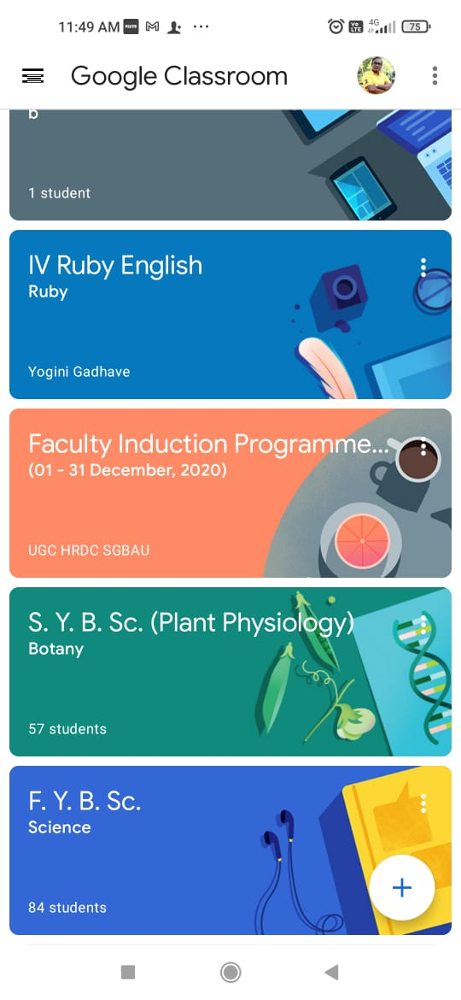 11:49 AM
4G
75
Google Classroom
b
1 student
IV Ruby English
Ruby
Yogini Gadhave
Faculty Induction Programme...
(01 - 31 December, 2020)
UGC HRDC SGBAU
S. Y. B. Sc. (Plant Physiology)
Botany
57 students
F. Y. B. Sc.
Science
84 students